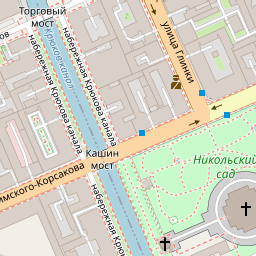 Торговый
мост
Крюков канал
набережная Крюкова канала
набережная Крюкова канала
улица Глинки
Кашин
мост
Никольский
сад
имского-Корсакова
набережная Крюк